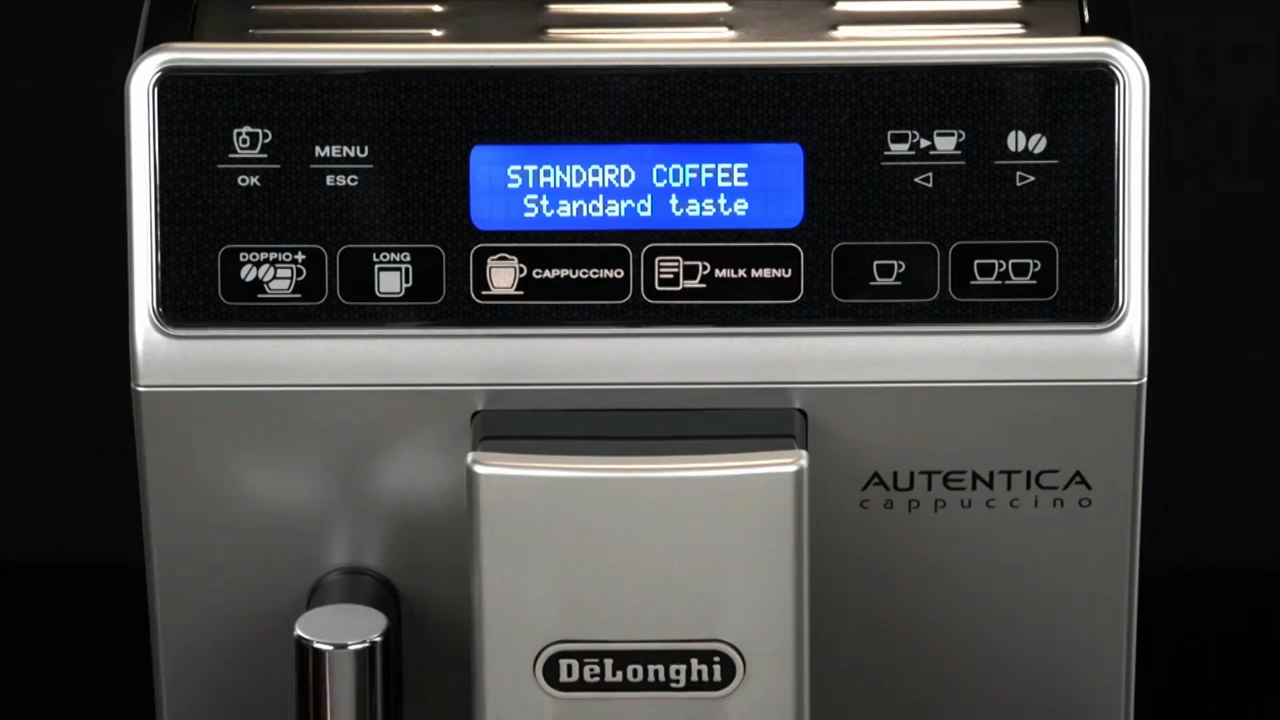 MENU
OK
ESC
STANDARD COFFEE
Standard taste
DOPPIO+
LONG
CAPPUCCINO
MILK MENU
AUTENTICA
cappuccino
DēLonghi